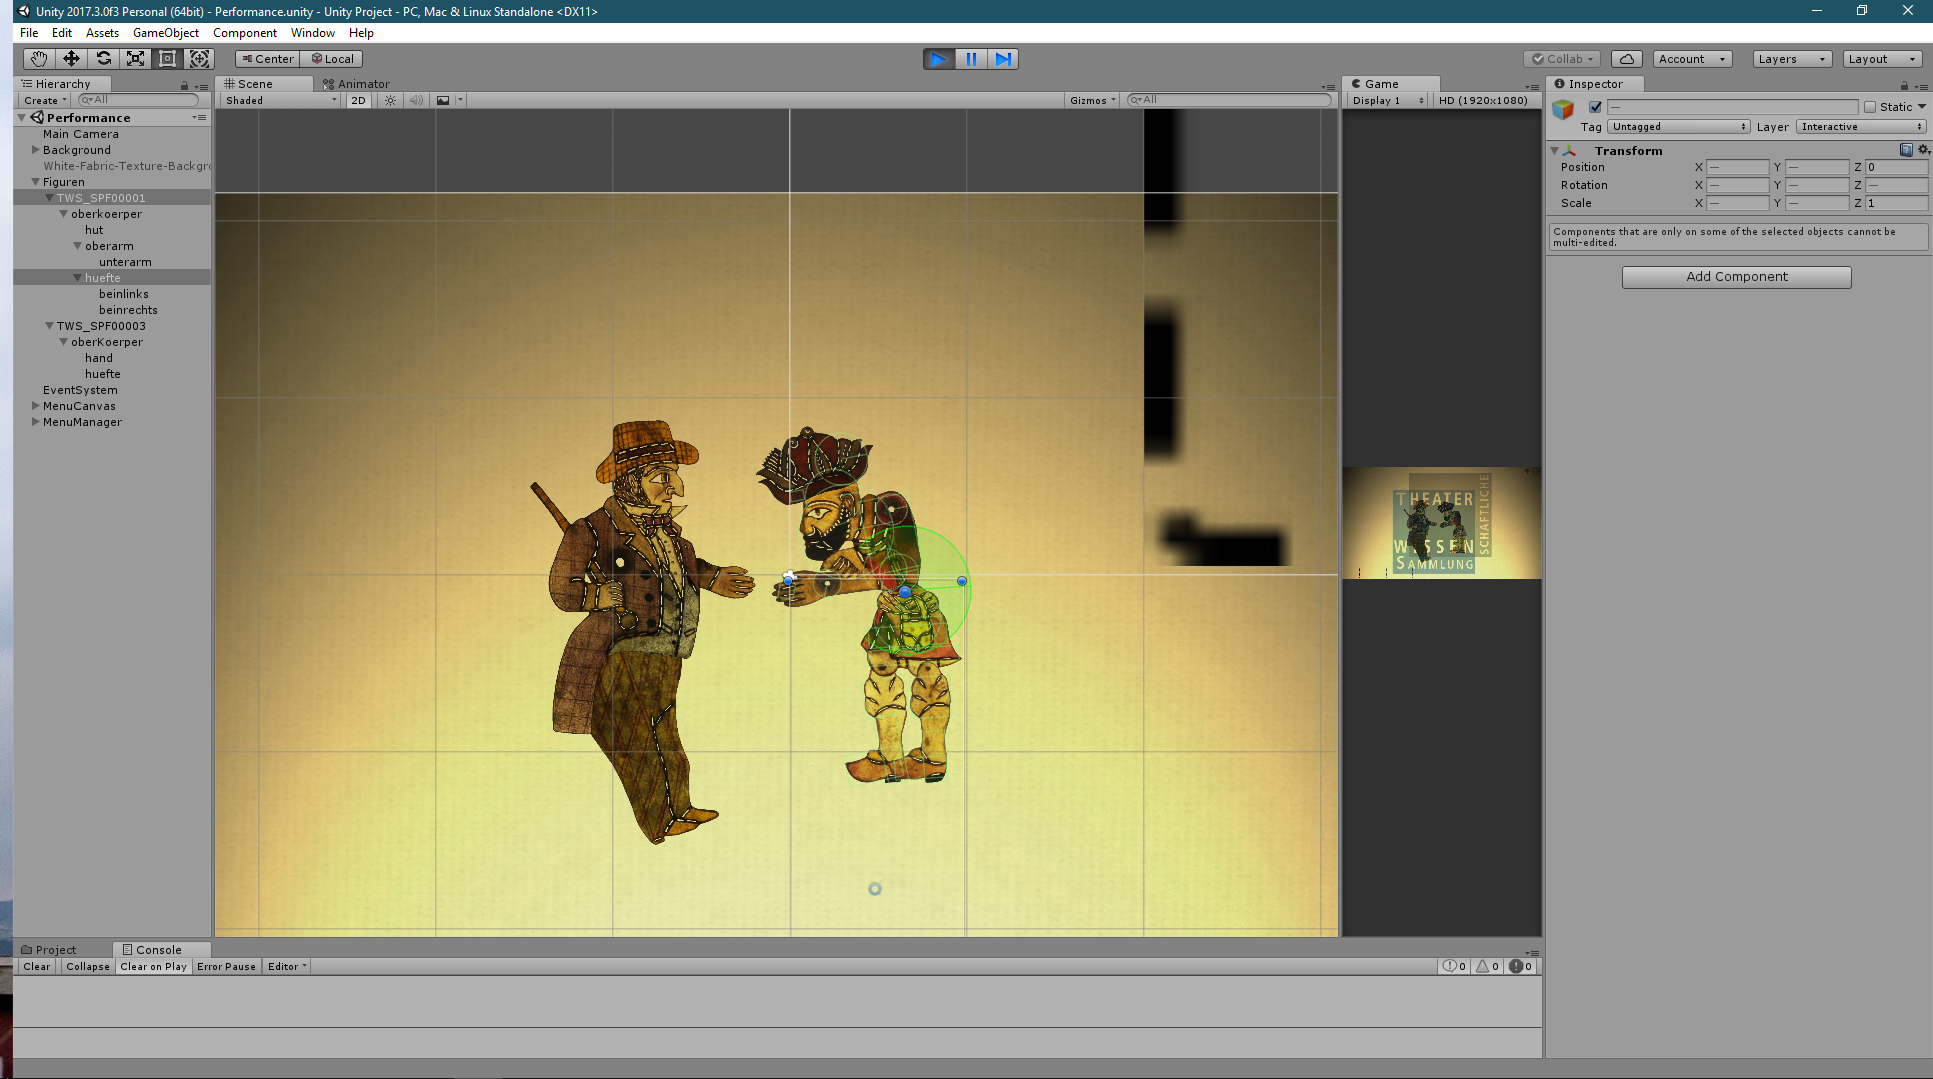 Unity 2017.3.0f3 Personal (64bit) - Performance.unity - Unity Project - PC, Mac & Linux Standalone <DX11>
File Edit Assets GameObject Component Window Help
Center Local Collab Account Layers Layout
Hierarchy
Create All
Performance
Main Camera
Background
White-Fabric-Texture-Backgro
Figuren
TWS_SPF00001
oberkoerper
hut
oberarm
unterarm
huefte
beinlinks
beinrechts
TWS_SPF00003
oberKoerper
hand
huefte
EventSystem
MenuCanvas
MenuManager
Scene Animator
Shaded 2D Gizmos All
Game
Display 1 HD (1920x1080)
THEATER
WISSEN
SCHAFTLICHE
SAMMLUNG
Inspector
— Static
Tag Untagged Layer Interactive
Transform
Position X — Y — Z 0
Rotation X — Y — Z —
Scale X — Y — Z 1
Components that are only on some of the selected objects cannot be
multi-edited.
Add Component
Project Console
Clear Collapse Clear on Play Error Pause Editor 0 0 0